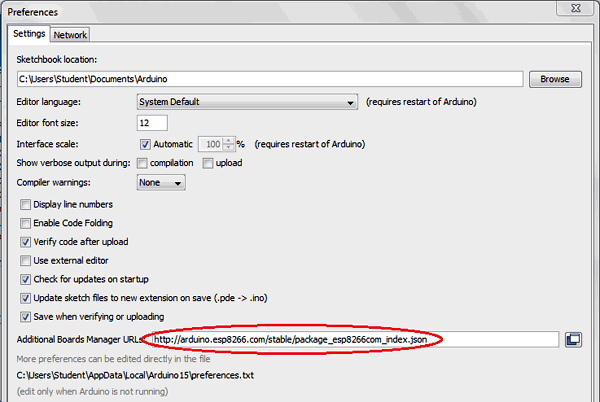 Preferences
Settings Network
Sketchbook location:
C:\Users\Student\Documents\Arduino Browse
Editor language: System Default (requires restart of Arduino)
Editor font size: 12
Interface scale: Automatic 100 % (requires restart of Arduino)
Show verbose output during: compilation upload
Compiler warnings: None
Display line numbers
Enable Code Folding
Verify code after upload
Use external editor
Check for updates on startup
Update sketch files to new extension on save (.pde -> .ino)
Save when verifying or uploading
Additional Boards Manager URLs: http://arduino.esp8266.com/stable/package_esp8266com_index.json
More preferences can be edited directly in the file
C:\Users\Student\AppData\Local\Arduino15\preferences.txt
(edit only when Arduino is not running)